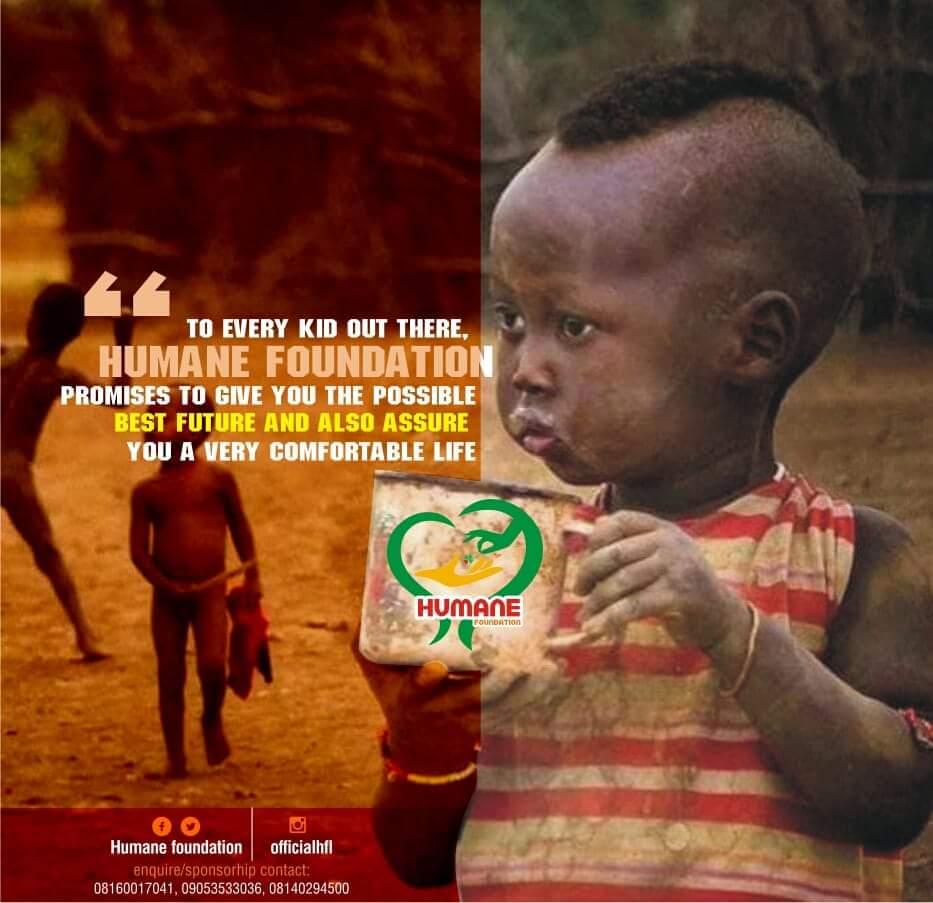 TO EVERY KID OUT THERE,
HUMANE FOUNDATION
PROMISES TO GIVE YOU THE POSSIBLE
BEST FUTURE AND ALSO ASSURE
YOU A VERY COMFORTABLE LIFE
HUMANE
FOUNDATION
Humane foundation
officialhfl
enquire/sponsorhip contact:
08160017041, 09053533036, 08140294500